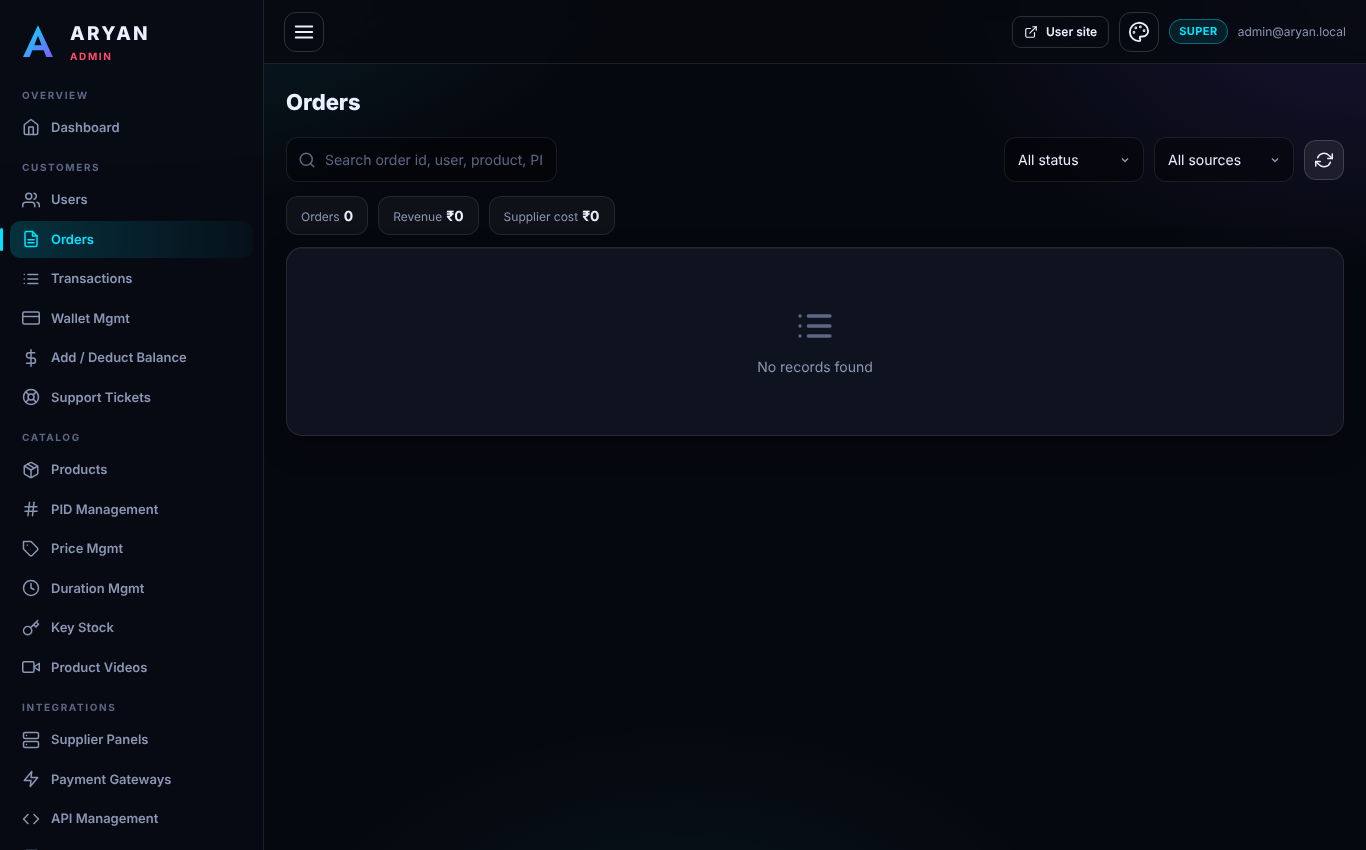 ARYAN
ADMIN
OVERVIEW
Dashboard
CUSTOMERS
Users
Orders
Transactions
Wallet Mgmt
Add / Deduct Balance
Support Tickets
CATALOG
Products
PID Management
Price Mgmt
Duration Mgmt
Key Stock
Product Videos
INTEGRATIONS
Supplier Panels
Payment Gateways
API Management
User site
SUPER
admin@aryan.local
Orders
Search order id, user, product, PI
All status
All sources
Orders 0
Revenue ₹0
Supplier cost ₹0
No records found